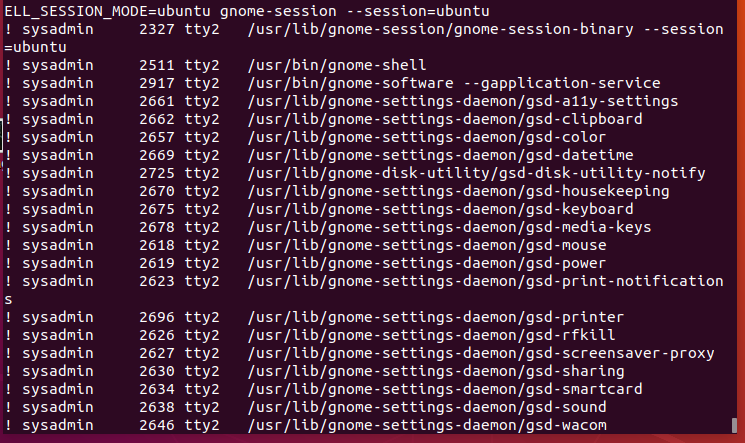 ELL_SESSION_MODE=ubuntu gnome-session --session=ubuntu
! sysadmin     2327 tty2   /usr/lib/gnome-session/gnome-session-binary --session
=ubuntu
! sysadmin     2511 tty2   /usr/bin/gnome-shell
! sysadmin     2917 tty2   /usr/bin/gnome-software --gapplication-service
! sysadmin     2661 tty2   /usr/lib/gnome-settings-daemon/gsd-a11y-settings
! sysadmin     2662 tty2   /usr/lib/gnome-settings-daemon/gsd-clipboard
! sysadmin     2657 tty2   /usr/lib/gnome-settings-daemon/gsd-color
! sysadmin     2669 tty2   /usr/lib/gnome-settings-daemon/gsd-datetime
! sysadmin     2725 tty2   /usr/lib/gnome-disk-utility/gsd-disk-utility-notify
! sysadmin     2670 tty2   /usr/lib/gnome-settings-daemon/gsd-housekeeping
! sysadmin     2675 tty2   /usr/lib/gnome-settings-daemon/gsd-keyboard
! sysadmin     2678 tty2   /usr/lib/gnome-settings-daemon/gsd-media-keys
! sysadmin     2618 tty2   /usr/lib/gnome-settings-daemon/gsd-mouse
! sysadmin     2619 tty2   /usr/lib/gnome-settings-daemon/gsd-power
! sysadmin     2623 tty2   /usr/lib/gnome-settings-daemon/gsd-print-notification
s
! sysadmin     2696 tty2   /usr/lib/gnome-settings-daemon/gsd-printer
! sysadmin     2626 tty2   /usr/lib/gnome-settings-daemon/gsd-rfkill
! sysadmin     2627 tty2   /usr/lib/gnome-settings-daemon/gsd-screensaver-proxy
! sysadmin     2630 tty2   /usr/lib/gnome-settings-daemon/gsd-sharing
! sysadmin     2634 tty2   /usr/lib/gnome-settings-daemon/gsd-smartcard
! sysadmin     2638 tty2   /usr/lib/gnome-settings-daemon/gsd-sound
! sysadmin     2646 tty2   /usr/lib/gnome-settings-daemon/gsd-wacom